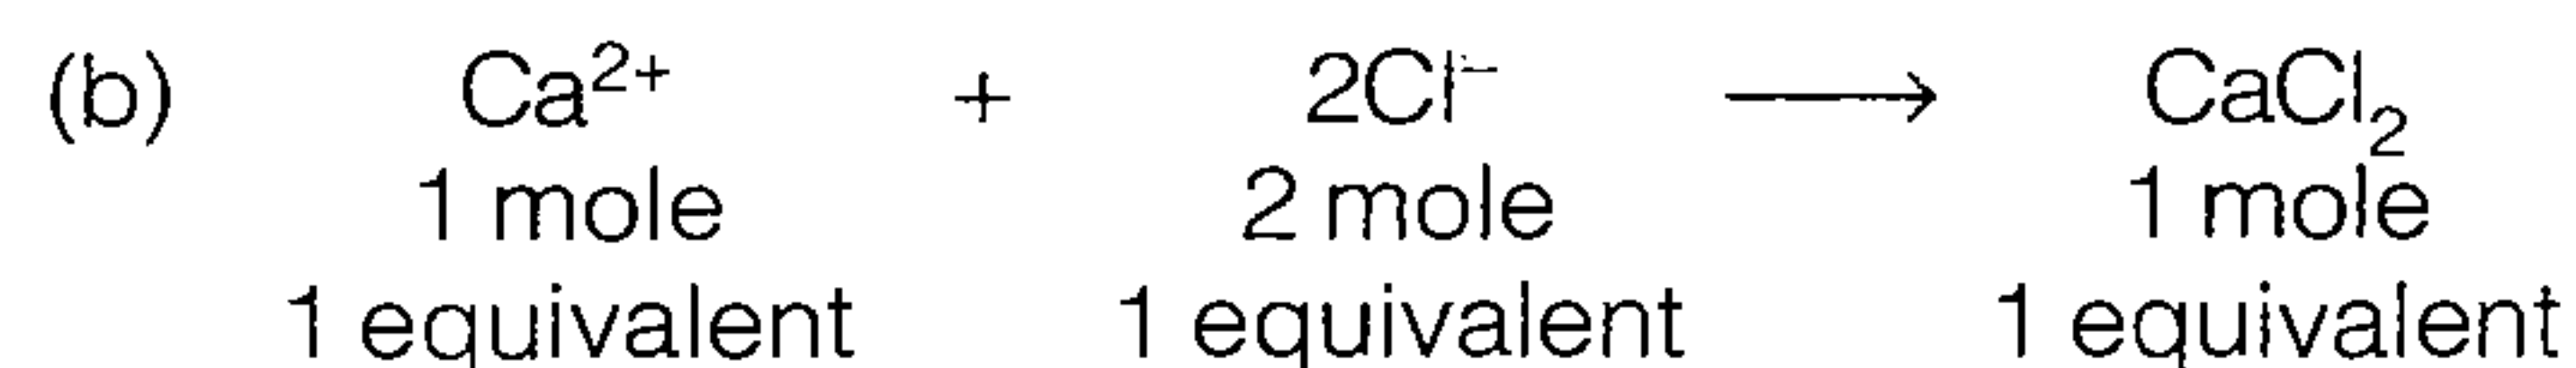 (b) Ca²⁺ + 2Cl⁻ ⟶ CaCl₂
1 mole 2 mole 1 mole
1 equivalent 1 equivalent 1 equivalent